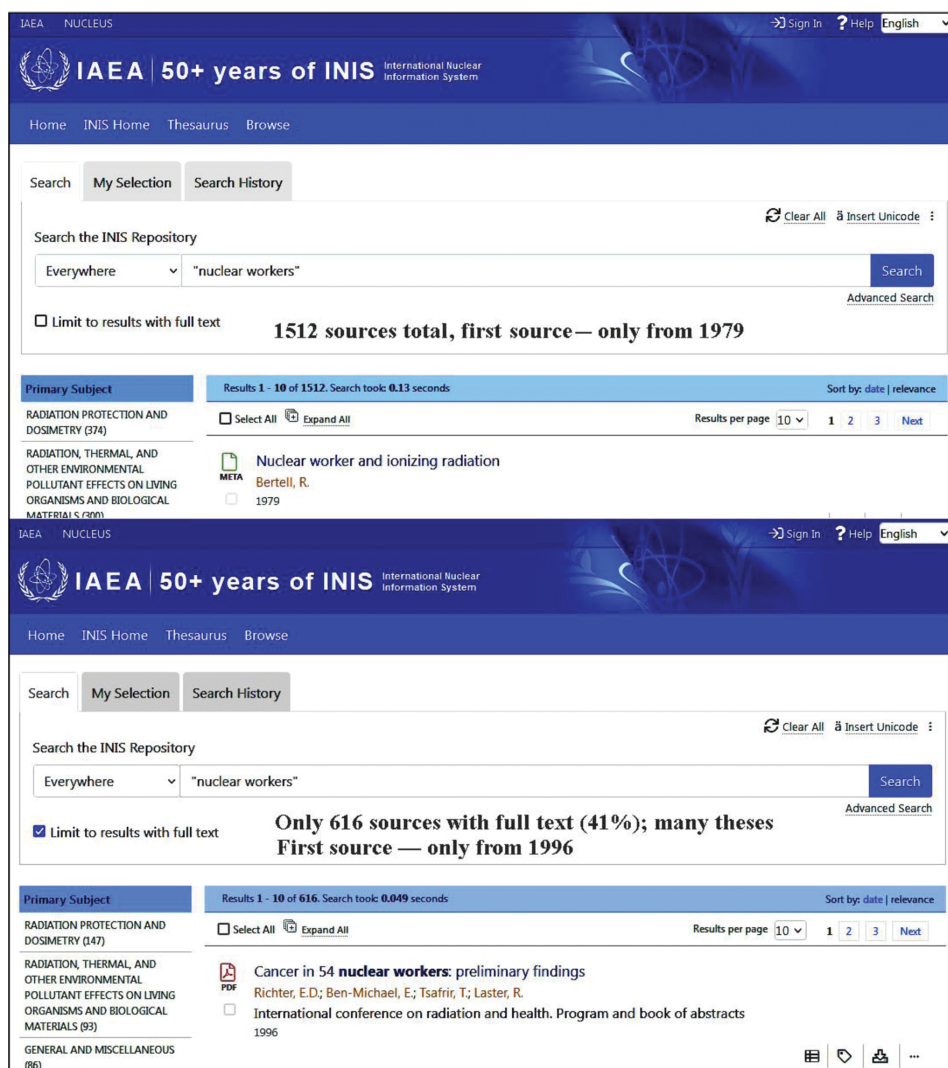 IAEA NUCLEUS
Sign In ? Help English
IAEA | 50+ years of INIS International Nuclear Information System
Home INIS Home Thesaurus Browse
Search My Selection Search History
Clear All ä Insert Unicode
Search the INIS Repository
Everywhere "nuclear workers" Search
Advanced Search
Limit to results with full text
1512 sources total, first source — only from 1979
Primary Subject
Results 1 - 10 of 1512. Search took: 0.13 seconds Sort by: date | relevance
RADIATION PROTECTION AND
DOSIMETRY (374)
Select All Expand All Results per page 10 1 2 3 Next
RADIATION, THERMAL, AND
OTHER ENVIRONMENTAL
POLLUTANT EFFECTS ON LIVING
ORGANISMS AND BIOLOGICAL
MATERIALS (300)
META
Nuclear worker and ionizing radiation
Bertell, R.
1979
IAEA NUCLEUS
Sign In ? Help English
IAEA | 50+ years of INIS International Nuclear Information System
Home INIS Home Thesaurus Browse
Search My Selection Search History
Clear All ä Insert Unicode
Search the INIS Repository
Everywhere "nuclear workers" Search
Advanced Search
Limit to results with full text
Only 616 sources with full text (41%); many theses
First source — only from 1996
Primary Subject
Results 1 - 10 of 616. Search took: 0.049 seconds Sort by: date | relevance
RADIATION PROTECTION AND
DOSIMETRY (147)
Select All Expand All Results per page 10 1 2 3 Next
RADIATION, THERMAL, AND
OTHER ENVIRONMENTAL
POLLUTANT EFFECTS ON LIVING
ORGANISMS AND BIOLOGICAL
MATERIALS (93)
GENERAL AND MISCELLANEOUS
(86)
PDF
Cancer in 54 nuclear workers: preliminary findings
Richter, E.D.; Ben-Michael, E.; Tsafrir, T.; Laster, R.
International conference on radiation and health. Program and book of abstracts
1996